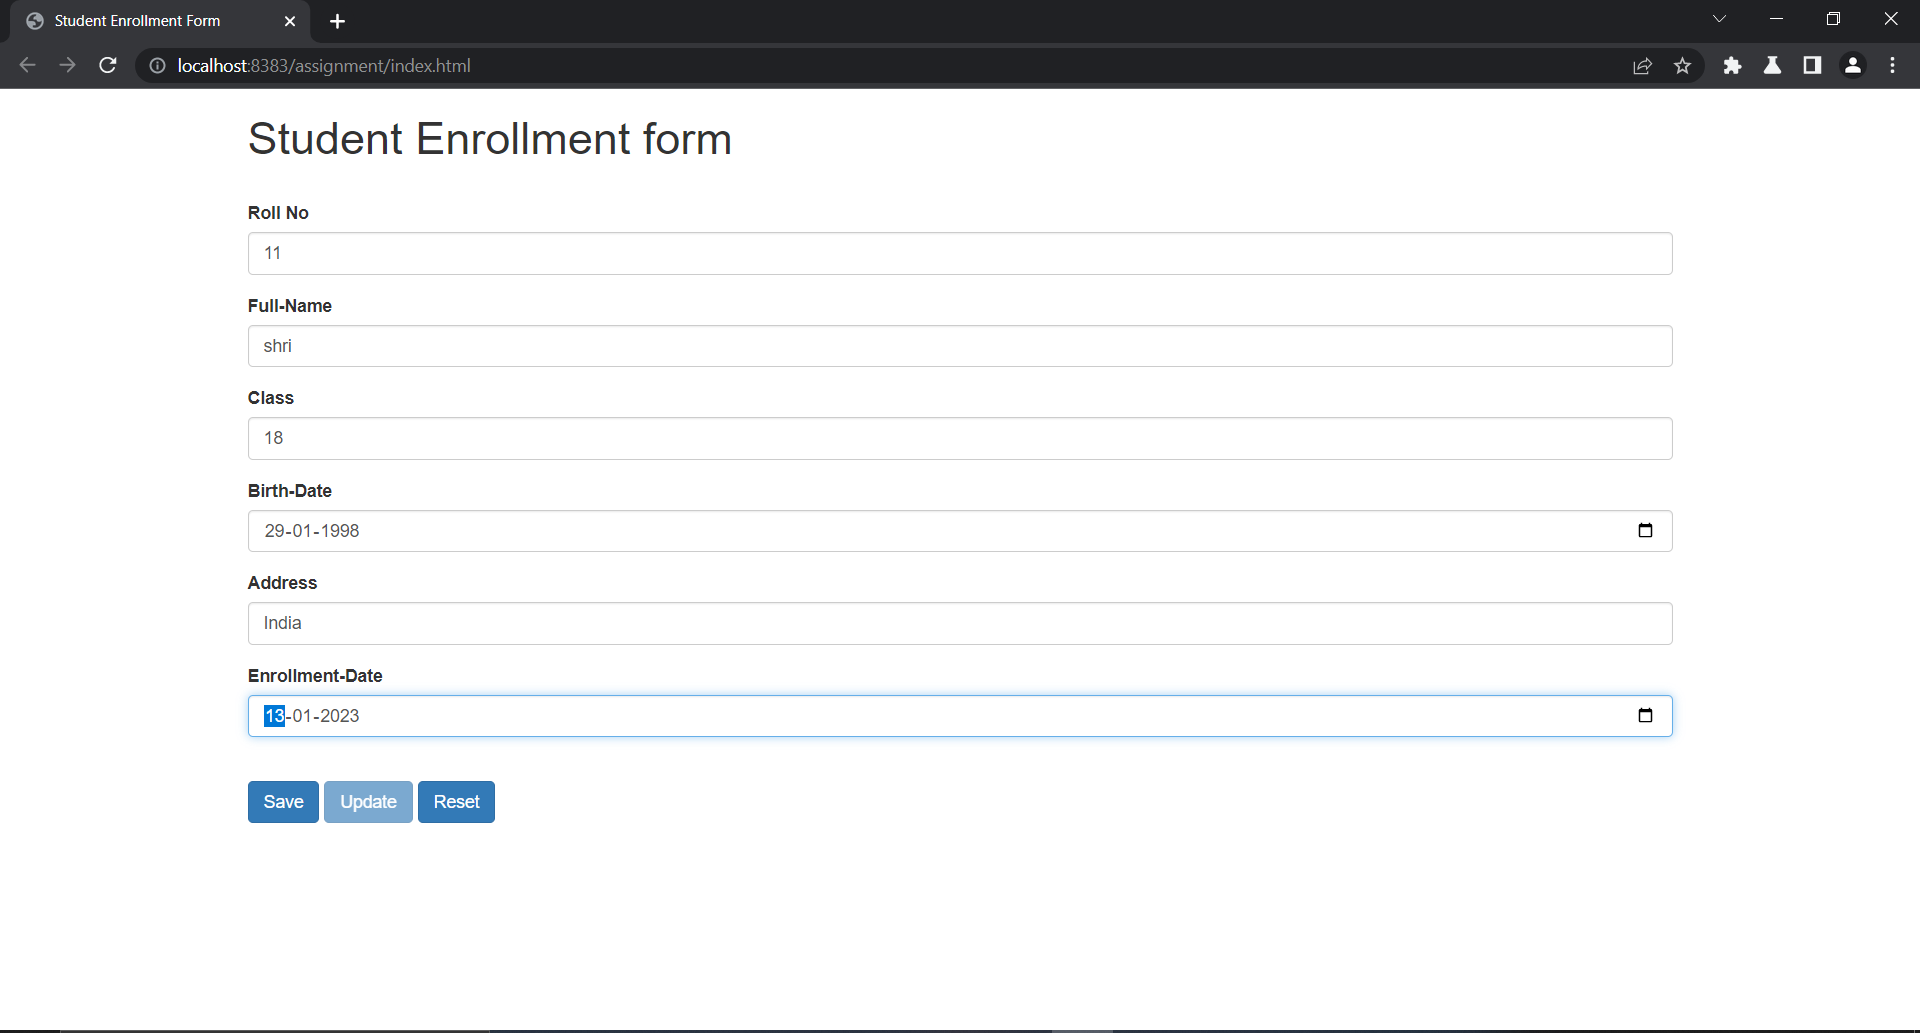 Student Enrollment Form
localhost:8383/assignment/index.html
Student Enrollment form
Roll No
11
Full-Name
shri
Class
18
Birth-Date
29-01-1998
Address
India
Enrollment-Date
13-01-2023
Save Update Reset